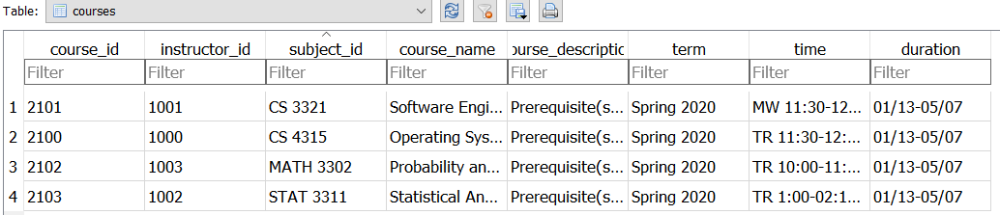 Table: courses
course_id instructor_id subject_id course_name ourse_descriptio term time duration
Filter Filter Filter Filter Filter Filter Filter Filter
1 2101 1001 CS 3321 Software Engi... Prerequisite(s... Spring 2020 MW 11:30-12... 01/13-05/07
2 2100 1000 CS 4315 Operating Sys... Prerequisite(s... Spring 2020 TR 11:30-12:... 01/13-05/07
3 2102 1003 MATH 3302 Probability an... Prerequisite(s... Spring 2020 TR 10:00-11:... 01/13-05/07
4 2103 1002 STAT 3311 Statistical An... Prerequisite(s... Spring 2020 TR 1:00-02:1... 01/13-05/07